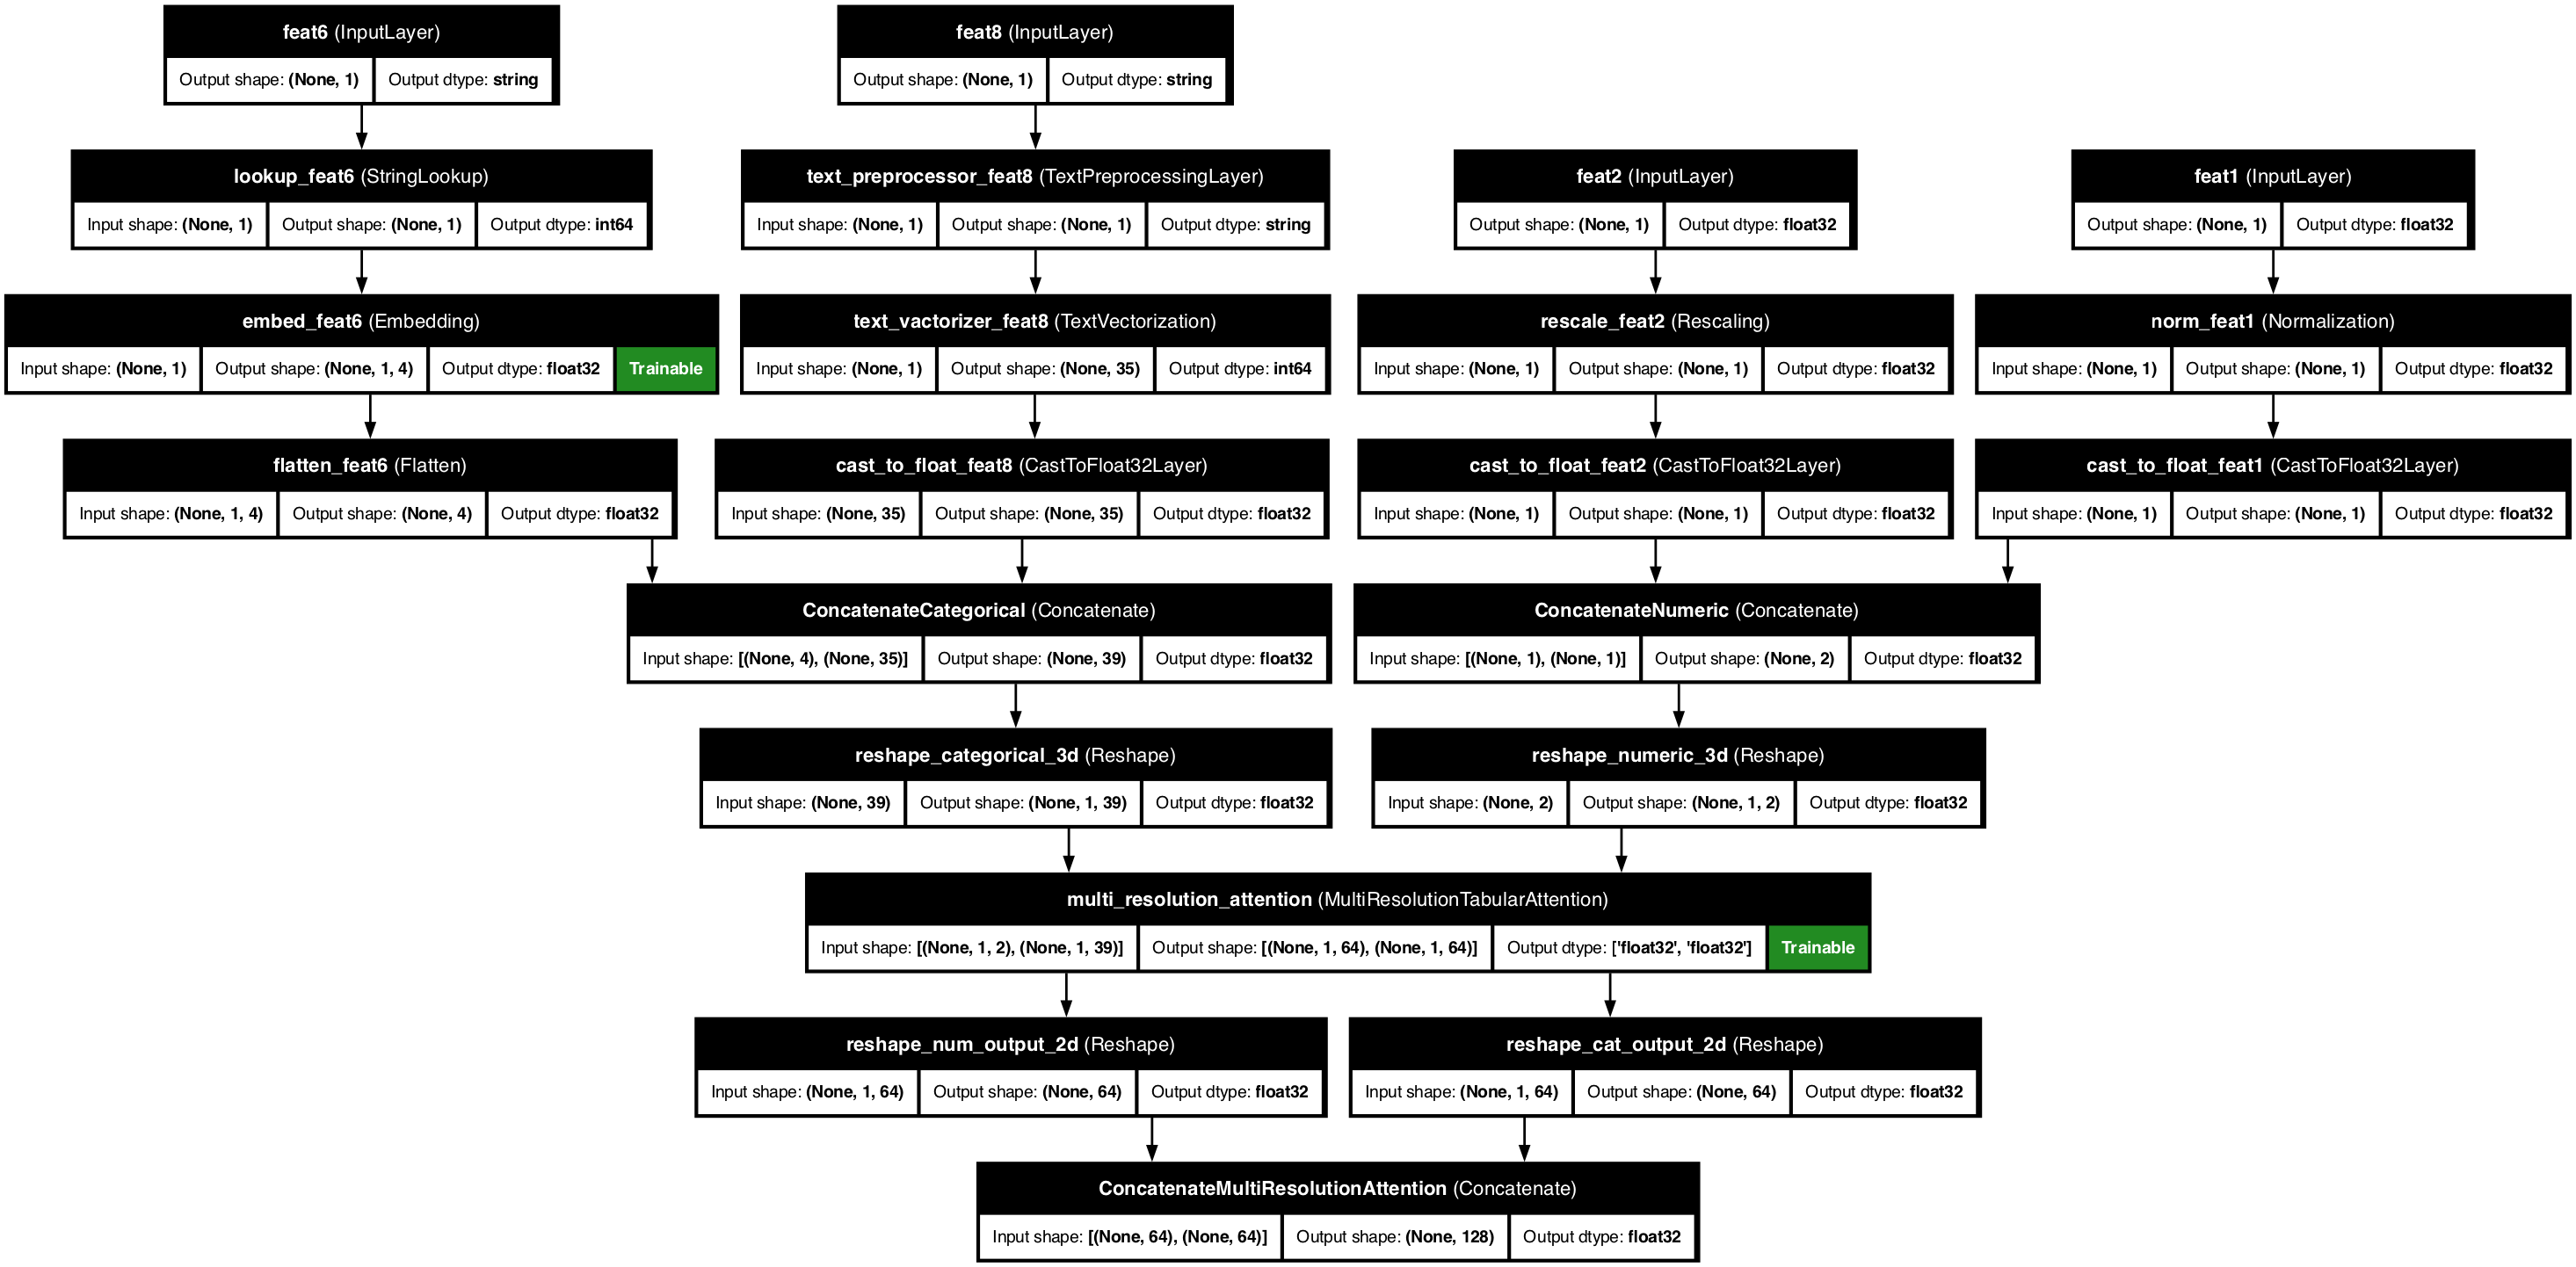 feat6 (InputLayer)
Output shape: (None, 1) Output dtype: string
feat8 (InputLayer)
Output shape: (None, 1) Output dtype: string
lookup_feat6 (StringLookup)
Input shape: (None, 1) Output shape: (None, 1) Output dtype: int64
text_preprocessor_feat8 (TextPreprocessingLayer)
Input shape: (None, 1) Output shape: (None, 1) Output dtype: string
feat2 (InputLayer)
Output shape: (None, 1) Output dtype: float32
feat1 (InputLayer)
Output shape: (None, 1) Output dtype: float32
embed_feat6 (Embedding)
Input shape: (None, 1) Output shape: (None, 1, 4) Output dtype: float32 Trainable
text_vactorizer_feat8 (TextVectorization)
Input shape: (None, 1) Output shape: (None, 35) Output dtype: int64
rescale_feat2 (Rescaling)
Input shape: (None, 1) Output shape: (None, 1) Output dtype: float32
norm_feat1 (Normalization)
Input shape: (None, 1) Output shape: (None, 1) Output dtype: float32
flatten_feat6 (Flatten)
Input shape: (None, 1, 4) Output shape: (None, 4) Output dtype: float32
cast_to_float_feat8 (CastToFloat32Layer)
Input shape: (None, 35) Output shape: (None, 35) Output dtype: float32
cast_to_float_feat2 (CastToFloat32Layer)
Input shape: (None, 1) Output shape: (None, 1) Output dtype: float32
cast_to_float_feat1 (CastToFloat32Layer)
Input shape: (None, 1) Output shape: (None, 1) Output dtype: float32
ConcatenateCategorical (Concatenate)
Input shape: [(None, 4), (None, 35)] Output shape: (None, 39) Output dtype: float32
ConcatenateNumeric (Concatenate)
Input shape: [(None, 1), (None, 1)] Output shape: (None, 2) Output dtype: float32
reshape_categorical_3d (Reshape)
Input shape: (None, 39) Output shape: (None, 1, 39) Output dtype: float32
reshape_numeric_3d (Reshape)
Input shape: (None, 2) Output shape: (None, 1, 2) Output dtype: float32
multi_resolution_attention (MultiResolutionTabularAttention)
Input shape: [(None, 1, 2), (None, 1, 39)] Output shape: [(None, 1, 64), (None, 1, 64)] Output dtype: ['float32', 'float32'] Trainable
reshape_num_output_2d (Reshape)
Input shape: (None, 1, 64) Output shape: (None, 64) Output dtype: float32
reshape_cat_output_2d (Reshape)
Input shape: (None, 1, 64) Output shape: (None, 64) Output dtype: float32
ConcatenateMultiResolutionAttention (Concatenate)
Input shape: [(None, 64), (None, 64)] Output shape: (None, 128) Output dtype: float32